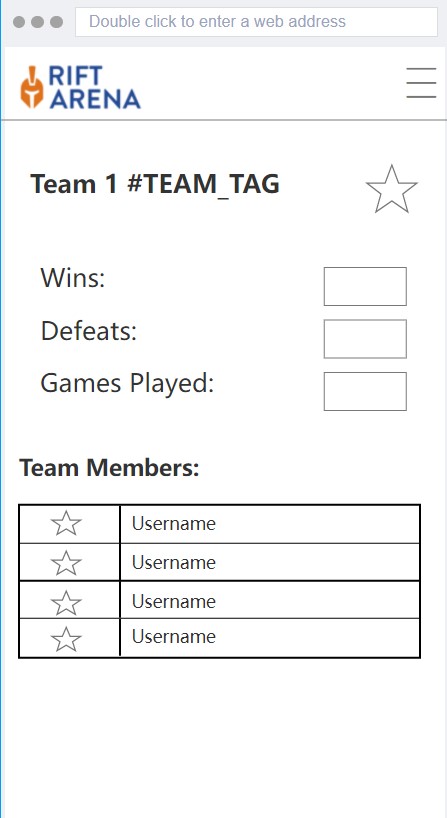 Double click to enter a web address
RIFT
ARENA
Team 1 #TEAM_TAG
Wins:
Defeats:
Games Played:
Team Members:
Username
Username
Username
Username